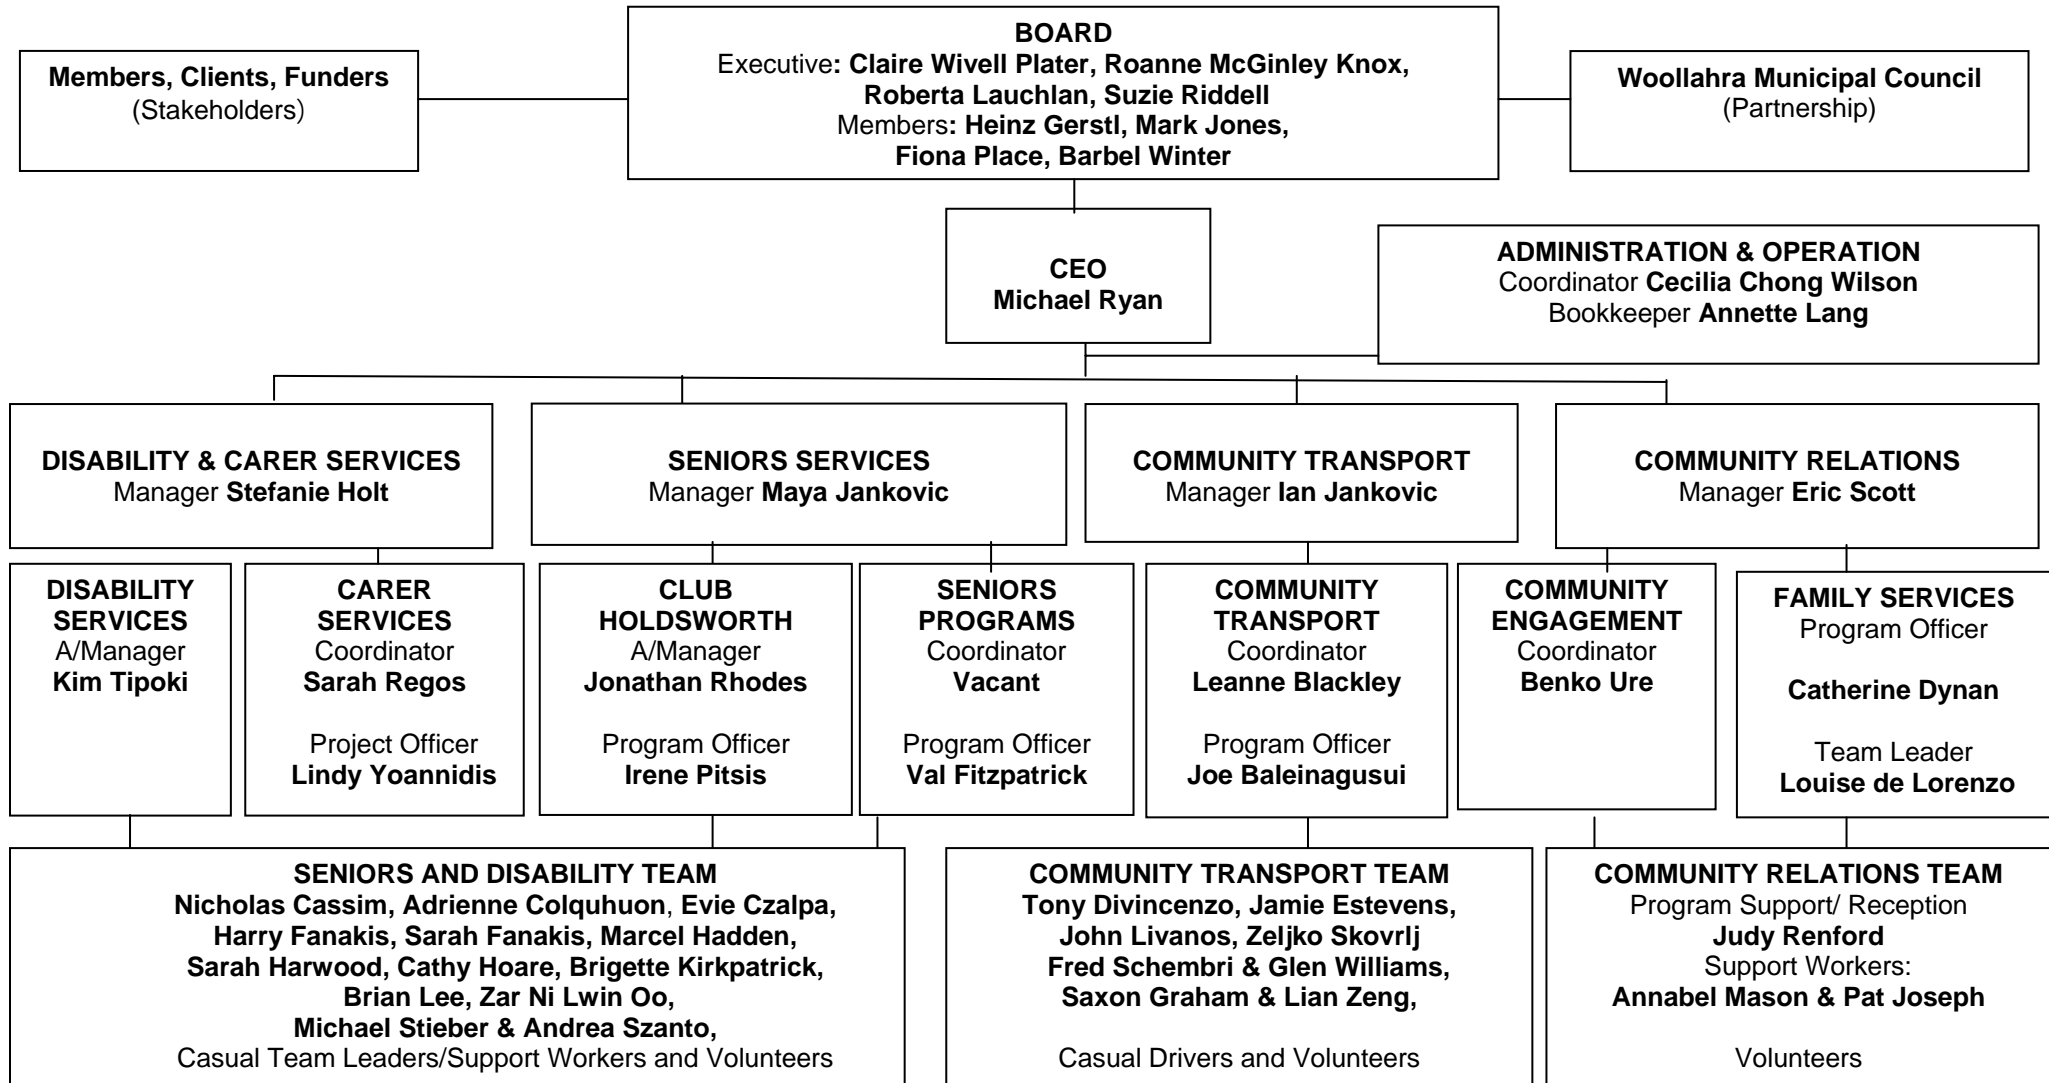 BOARD
Executive: Claire Wivell Plater, Roanne McGinley Knox,
Roberta Lauchlan, Suzie Riddell
Members: Heinz Gerstl, Mark Jones,
Fiona Place, Barbel Winter
Members, Clients, Funders
(Stakeholders)
Woollahra Municipal Council
(Partnership)
CEO
Michael Ryan
ADMINISTRATION & OPERATION
Coordinator Cecilia Chong Wilson
Bookkeeper Annette Lang
DISABILITY & CARER SERVICES
Manager Stefanie Holt
SENIORS SERVICES
Manager Maya Jankovic
COMMUNITY TRANSPORT
Manager Ian Jankovic
COMMUNITY RELATIONS
Manager Eric Scott
DISABILITY
SERVICES
A/Manager
Kim Tipoki
CARER
SERVICES
Coordinator
Sarah Regos
Project Officer
Lindy Yoannidis
CLUB
HOLDSWORTH
A/Manager
Jonathan Rhodes
Program Officer
Irene Pitsis
SENIORS
PROGRAMS
Coordinator
Vacant
Program Officer
Val Fitzpatrick
COMMUNITY
TRANSPORT
Coordinator
Leanne Blackley
Program Officer
Joe Baleinagusui
COMMUNITY
ENGAGEMENT
Coordinator
Benko Ure
FAMILY SERVICES
Program Officer
Catherine Dynan
Team Leader
Louise de Lorenzo
SENIORS AND DISABILITY TEAM
Nicholas Cassim, Adrienne Colquhuon, Evie Czalpa,
Harry Fanakis, Sarah Fanakis, Marcel Hadden,
Sarah Harwood, Cathy Hoare, Brigette Kirkpatrick,
Brian Lee, Zar Ni Lwin Oo,
Michael Stieber & Andrea Szanto,
Casual Team Leaders/Support Workers and Volunteers
COMMUNITY TRANSPORT TEAM
Tony Divincenzo, Jamie Estevens,
John Livanos, Zeljko Skovrlj
Fred Schembri & Glen Williams,
Saxon Graham & Lian Zeng,
Casual Drivers and Volunteers
COMMUNITY RELATIONS TEAM
Program Support/ Reception
Judy Renford
Support Workers:
Annabel Mason & Pat Joseph
Volunteers